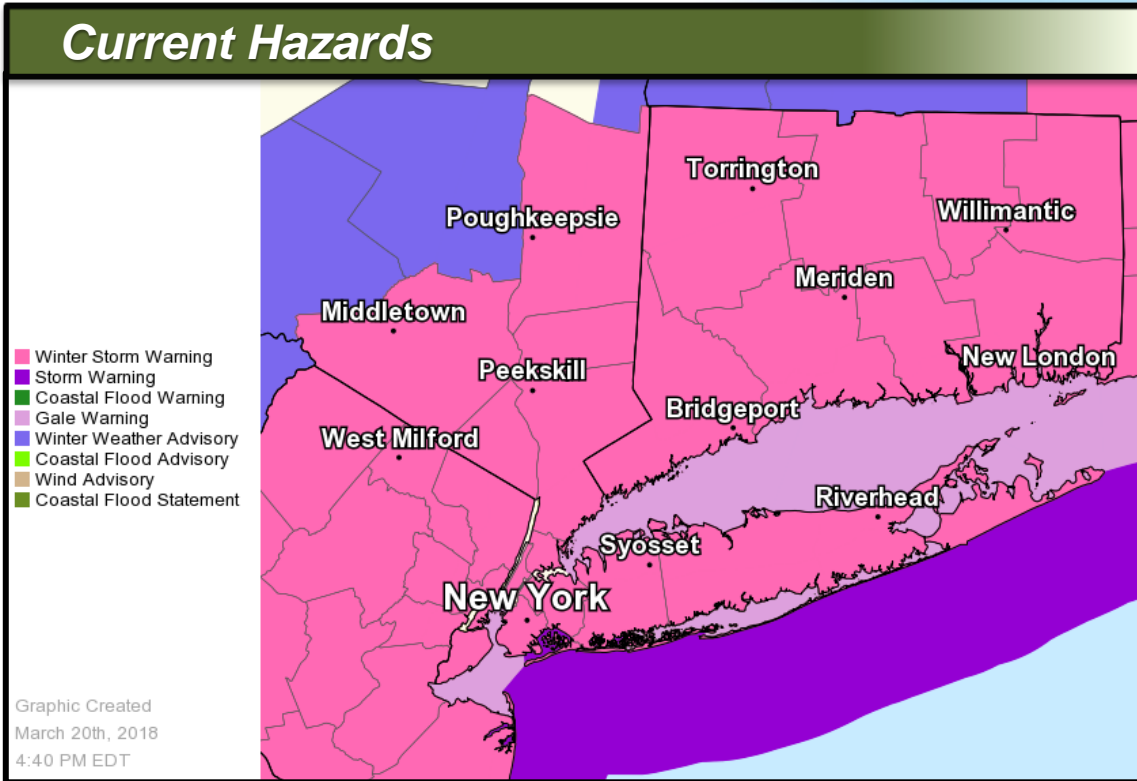 Current Hazards
Torrington
Poughkeepsie
Willimantic
Meriden
Middletown
Winter Storm Warning
Storm Warning
Coastal Flood Warning
Gale Warning
Winter Weather Advisory
Coastal Flood Advisory
Wind Advisory
Coastal Flood Statement
New London
Peekskill
Bridgeport
West Milford
Riverhead
Syosset
New York
Graphic Created
March 20th, 2018
4:40 PM EDT